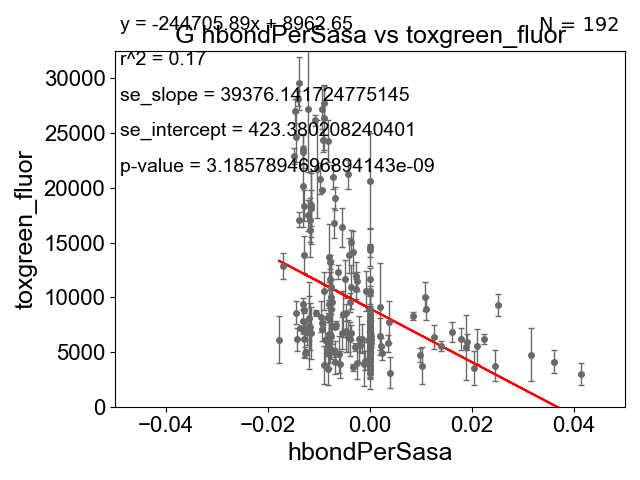 y = -244705.89x + 8962.65
N = 192
G hbondPerSasa vs toxgreen_fluor
r^2 = 0.17
se_slope = 39376.141724775145
se_intercept = 423.380208240401
p-value = 3.1857894696894143e-09
30000
25000
20000
15000
10000
5000
0
toxgreen_fluor
−0.04
−0.02
0.00
0.02
0.04
hbondPerSasa